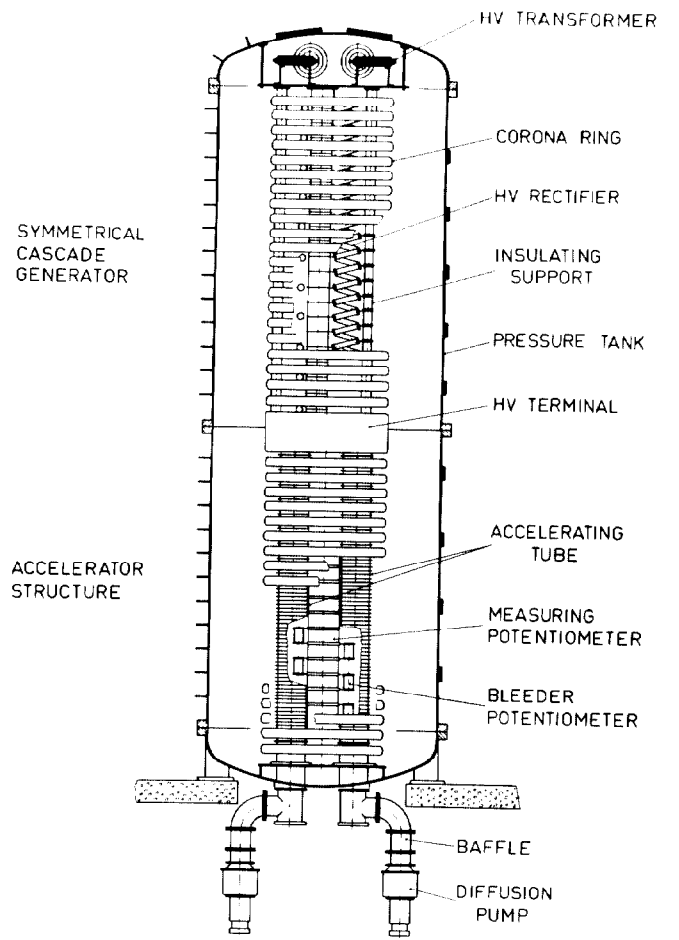 HV TRANSFORMER
CORONA RING
HV RECTIFIER
SYMMETRICAL
CASCADE
GENERATOR
INSULATING
SUPPORT
PRESSURE TANK
HV TERMINAL
ACCELERATING
TUBE
ACCELERATOR
STRUCTURE
MEASURING
POTENTIOMETER
BLEEDER
POTENTIOMETER
BAFFLE
DIFFUSION
PUMP